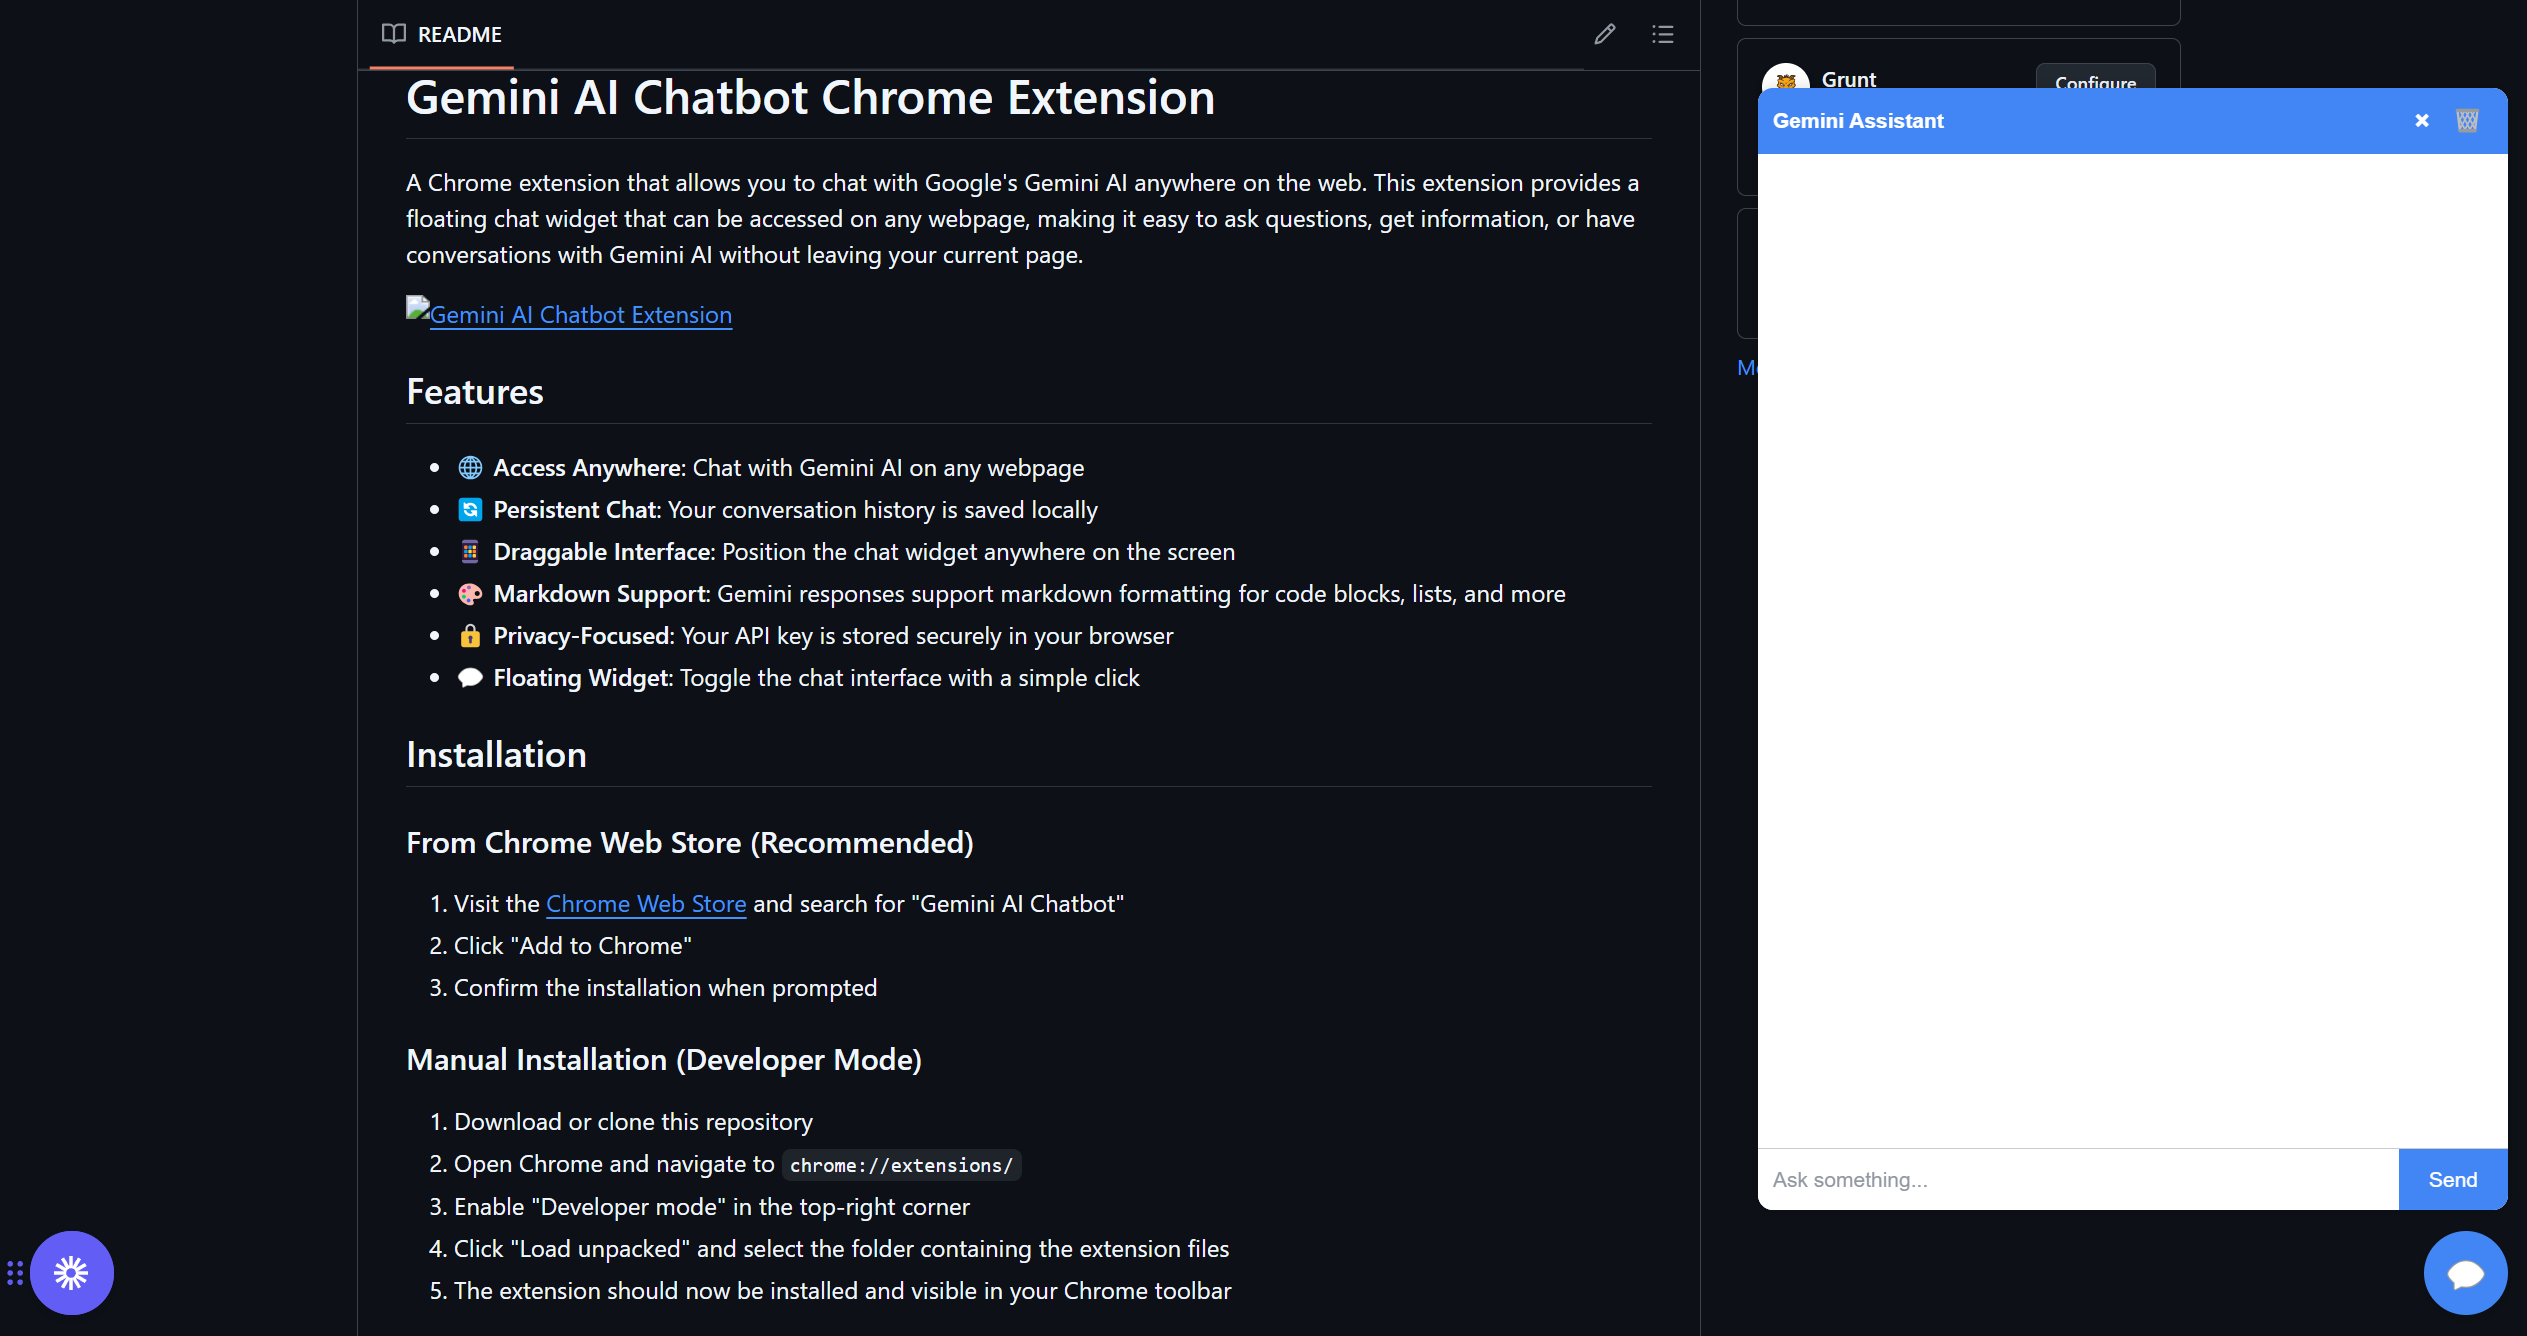 README
Gemini AI Chatbot Chrome Extension
A Chrome extension that allows you to chat with Google's Gemini AI anywhere on the web. This extension provides a
floating chat widget that can be accessed on any webpage, making it easy to ask questions, get information, or have
conversations with Gemini AI without leaving your current page.
Gemini AI Chatbot Extension
Features
Access Anywhere: Chat with Gemini AI on any webpage
Persistent Chat: Your conversation history is saved locally
Draggable Interface: Position the chat widget anywhere on the screen
Markdown Support: Gemini responses support markdown formatting for code blocks, lists, and more
Privacy-Focused: Your API key is stored securely in your browser
Floating Widget: Toggle the chat interface with a simple click
Installation
From Chrome Web Store (Recommended)
1. Visit the Chrome Web Store and search for "Gemini AI Chatbot"
2. Click "Add to Chrome"
3. Confirm the installation when prompted
Manual Installation (Developer Mode)
1. Download or clone this repository
2. Open Chrome and navigate to chrome://extensions/
3. Enable "Developer mode" in the top-right corner
4. Click "Load unpacked" and select the folder containing the extension files
5. The extension should now be installed and visible in your Chrome toolbar
Grunt
Configure
Gemini Assistant
Ask something...
Send